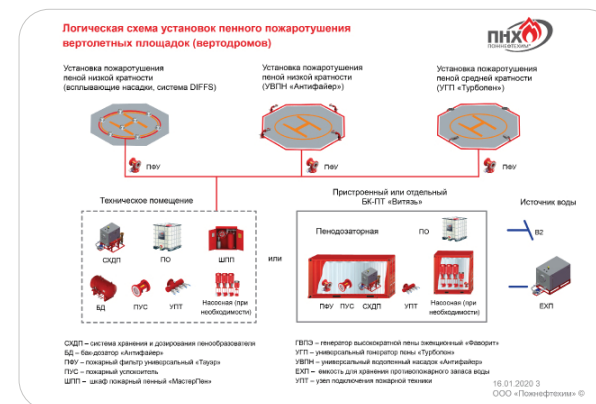 Логическая схема установок пенного пожаротушения
вертолетных площадок (вертодромов)
ПНХ
ПОЖНЕФТЕХИМ
Установка пожаротушения
пеной низкой кратности
(всплывающие насадки, система DIFFS)
Установка пожаротушения
пеной низкой кратности
(УВПН «Антифайер»)
Установка пожаротушения
пеной средней кратности
(УГП «Турбопен»)
ПФУ
ПФУ
ПФУ
Техническое помещение
СХДП
ПО
ШПП
БД
ПУС
УПТ
Насосная (при
необходимости)
или
Пристроенный или отдельный
БК-ПТ «Витязь»
Пенодозаторная
ПО
ПФУ
ПУС
СХДП
УПТ
Насосная (при
необходимости)
Источник воды
В2
ЕХП
СХДП – система хранения и дозирования пенообразователя
БД – бак-дозатор «Антифайер»
ПФУ – пожарный фильтр универсальный «Тауэр»
ПУС – пожарный успокоитель
ШПП – шкаф пожарный пенный «МастерПен»
ГВПЭ – генератор высокократной пены эжекционный «Фаворит»
УГП – универсальный генератор пены «Турбопен»
УВПН – универсальный водопенный насадок «Антифайер»
ЕХП – емкость для хранения противопожарного запаса воды
УПТ – узел подключения пожарной техники
16.01.2020 3
ООО «Пожнефтехим» ©